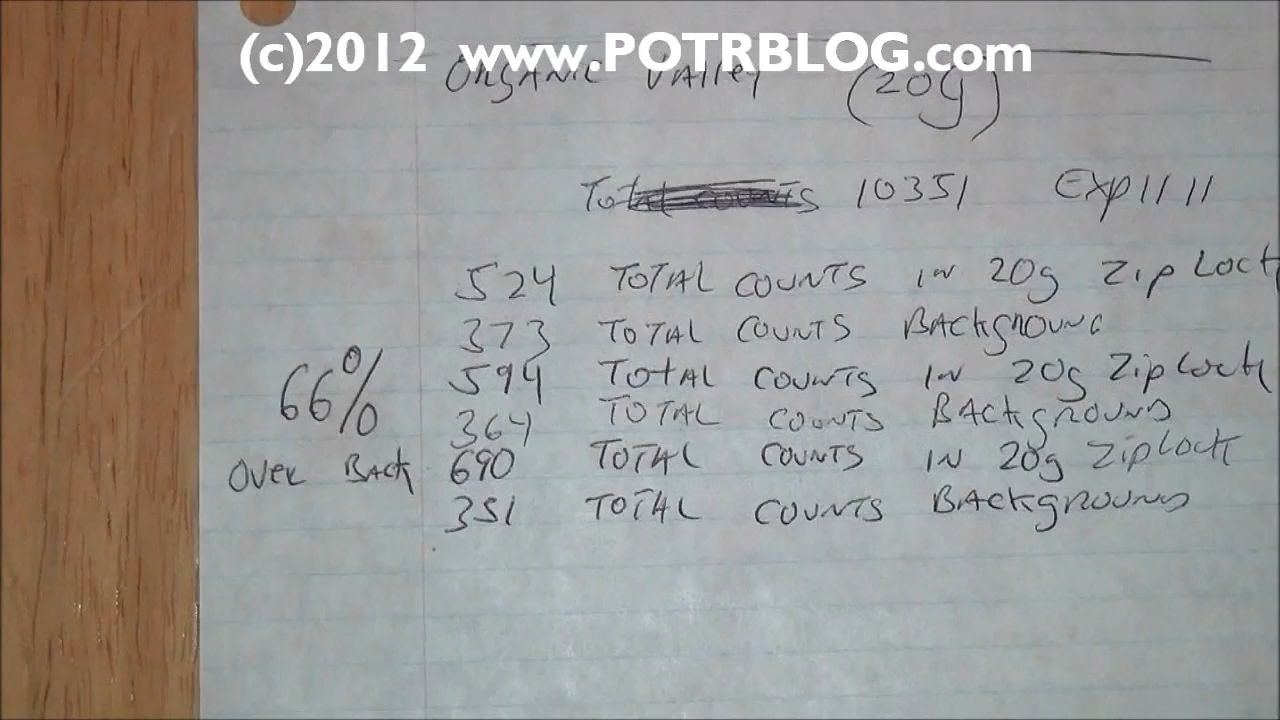 (c)2012 www.POTRBLOG.com
Organic Valley (20g)
Total counts 10351 Exp 11 11
524 Total counts in 20g Ziplock
373 Total counts Background
594 Total counts in 20g Ziplock
66% 364 Total counts Background
over Back 690 Total counts in 20g Ziplock
351 Total counts Background